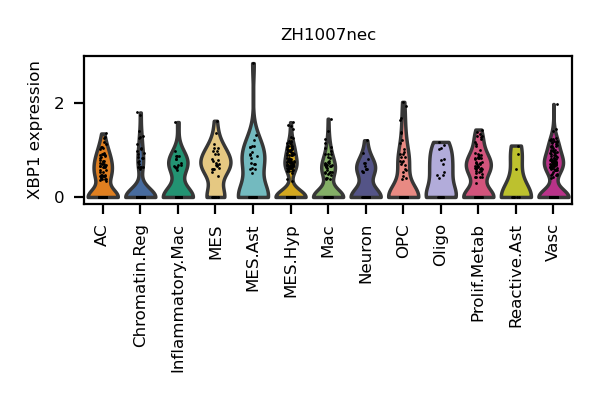 ZH1007nec
XBP1 expression
2
0
AC
Chromatin.Reg
Inflammatory.Mac
MES
MES.Ast
MES.Hyp
Mac
Neuron
OPC
Oligo
Prolif.Metab
Reactive.Ast
Vasc